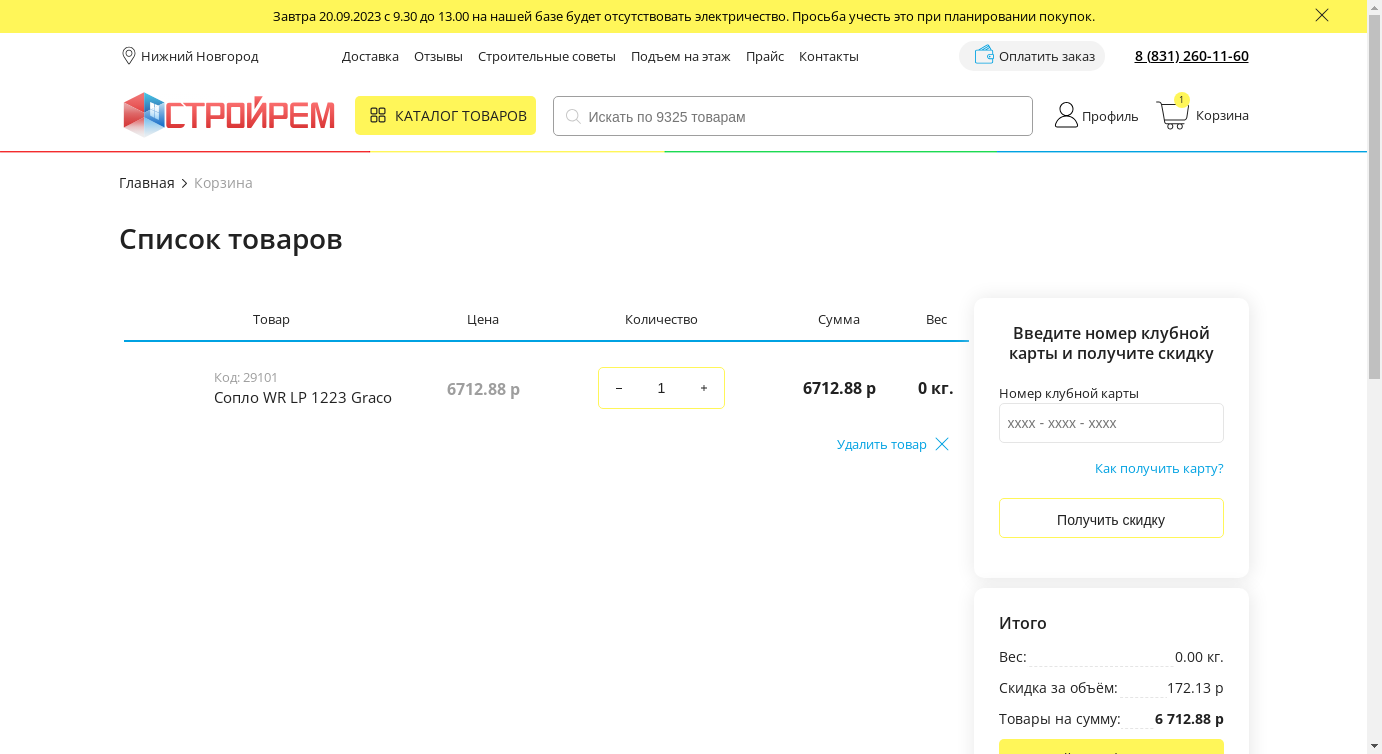 Завтра 20.09.2023 с 9.30 до 13.00 на нашей базе будет отсутствовать электричество. Просьба учесть это при планировании покупок.
Нижний Новгород Доставка Отзывы Строительные советы Подъем на этаж Прайс Контакты Оплатить заказ 8 (831) 260-11-60
СТРОЙРЕМ КАТАЛОГ ТОВАРОВ Искать по 9325 товарам Профиль 1 Корзина
Главная Корзина
Список товаров
Товар Цена Количество Сумма Вес
Код: 29101
Сопло WR LP 1223 Graco 6712.88 р − 1 + 6712.88 р 0 кг.
Удалить товар
Введите номер клубной
карты и получите скидку
Номер клубной карты
xxxx - xxxx - xxxx
Как получить карту?
Получить скидку
Итого
Вес: 0.00 кг.
Скидка за объём: 172.13 р
Товары на сумму: 6 712.88 р